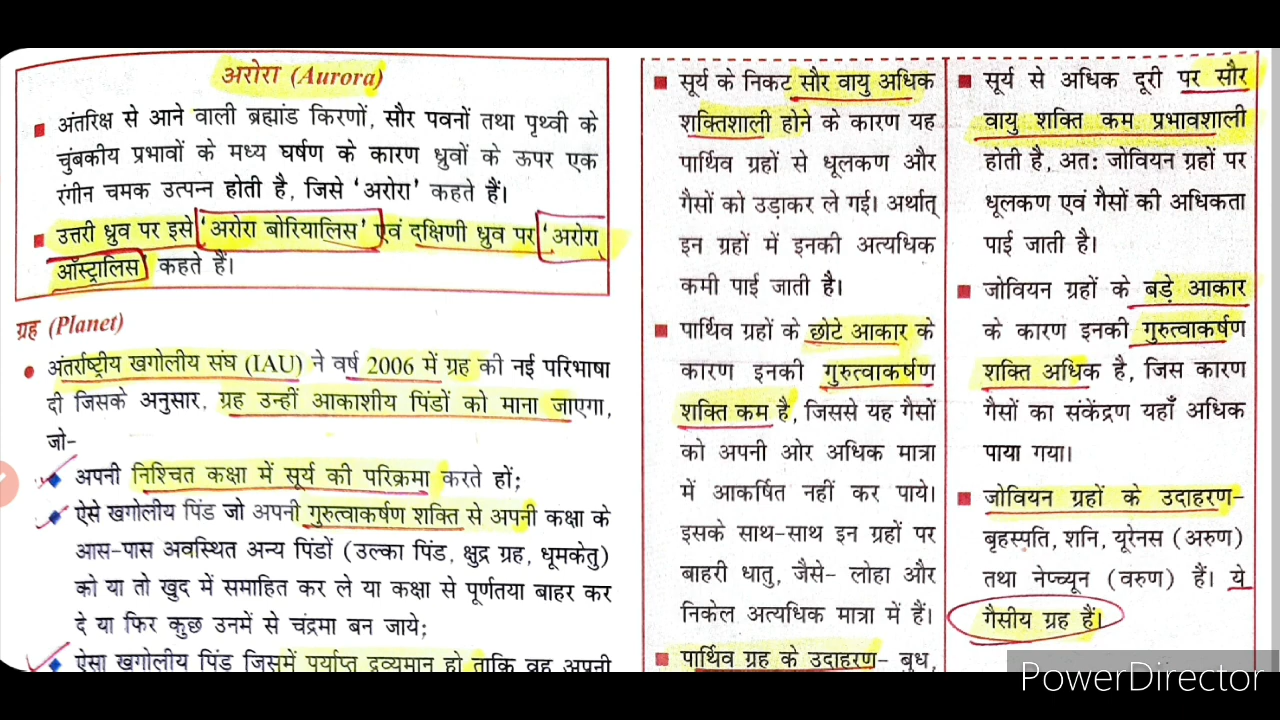 अरोरा (Aurora)
अंतरिक्ष से आने वाली ब्रह्मांड किरणों, सौर पवनों तथा पृथ्वी के
चुंबकीय प्रभावों के मध्य घर्षण के कारण ध्रुवों के ऊपर एक
रंगीन चमक उत्पन्न होती है, जिसे ‘अरोरा’ कहते हैं।
उत्तरी ध्रुव पर इसे ‘अरोरा बोरियालिस’ एवं दक्षिणी ध्रुव पर ‘अरोरा
ऑस्ट्रालिस’ कहते हैं।
ग्रह (Planet)
अंतर्राष्ट्रीय खगोलीय संघ (IAU) ने वर्ष 2006 में ग्रह की नई परिभाषा
दी जिसके अनुसार, ग्रह उन्हीं आकाशीय पिंडों को माना जाएगा,
जो-
अपनी निश्चित कक्षा में सूर्य की परिक्रमा करते हों;
ऐसे खगोलीय पिंड जो अपनी गुरुत्वाकर्षण शक्ति से अपनी कक्षा के
आस-पास अवस्थित अन्य पिंडों (उल्का पिंड, क्षुद्र ग्रह, धूमकेतु)
को या तो खुद में समाहित कर ले या कक्षा से पूर्णतया बाहर कर
दे या फिर कुछ उनमें से चंद्रमा बन जाये;
ऐसा खगोलीय पिंड जिसमें पर्याप्त द्रव्यमान हो ताकि वह अपनी
सूर्य के निकट सौर वायु अधिक
शक्तिशाली होने के कारण यह
पार्थिव ग्रहों से धूलकण और
गैसों को उड़ाकर ले गई। अर्थात्
इन ग्रहों में इनकी अत्यधिक
कमी पाई जाती है।
पार्थिव ग्रहों के छोटे आकार के
कारण इनकी गुरुत्वाकर्षण
शक्ति कम है, जिससे यह गैसों
को अपनी ओर अधिक मात्रा
में आकर्षित नहीं कर पाये।
इसके साथ-साथ इन ग्रहों पर
बाहरी धातु, जैसे- लोहा और
निकेल अत्यधिक मात्रा में हैं।
पार्थिव ग्रह के उदाहरण- बुध,
सूर्य से अधिक दूरी पर सौर
वायु शक्ति कम प्रभावशाली
होती है, अत: जोवियन ग्रहों पर
धूलकण एवं गैसों की अधिकता
पाई जाती है।
जोवियन ग्रहों के बड़े आकार
के कारण इनकी गुरुत्वाकर्षण
शक्ति अधिक है, जिस कारण
गैसों का संकेंद्रण यहाँ अधिक
पाया गया।
जोवियन ग्रहों के उदाहरण-
बृहस्पति, शनि, यूरेनस (अरुण)
तथा नेप्च्यून (वरुण) हैं। ये
गैसीय ग्रह हैं।
PowerDirector